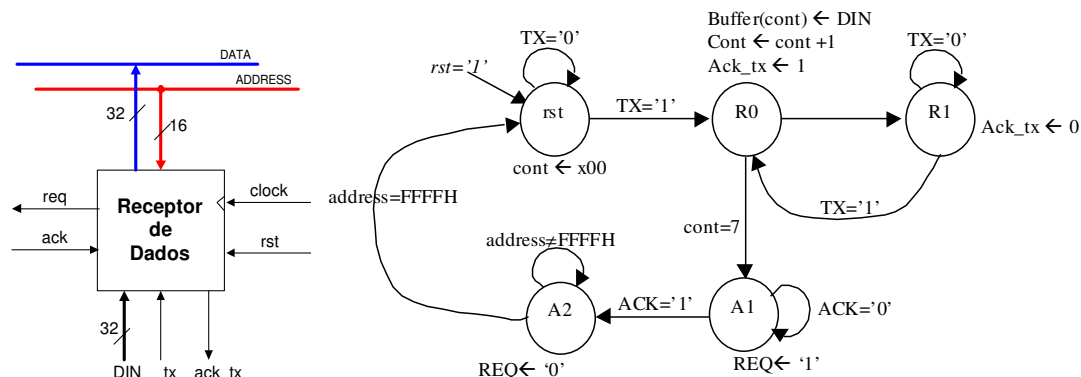 DATA
ADDRESS
32
16
req
ack
Receptor
de
Dados
clock
rst
32
DIN
tx
ack_tx
rst='1'
TX='0'
rst
cont ← x00
TX='1'
Buffer(cont) ← DIN
Cont ← cont +1
Ack_tx ← 1
R0
TX='0'
R1
Ack_tx ← 0
TX='1'
address=FFFFH
cont=7
address≠FFFFH
A2
REQ← '0'
ACK='1'
A1
ACK='0'
REQ← '1'